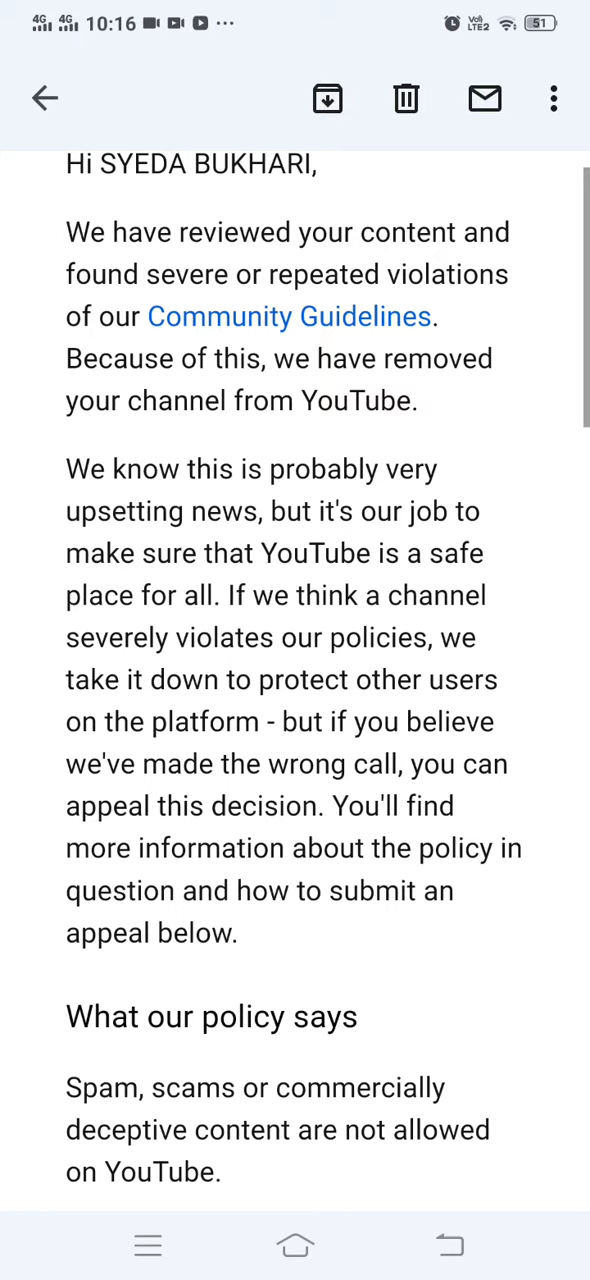 4G 4G 10:16 VoI) LTE2 51
Hi SYEDA BUKHARI,
We have reviewed your content and
found severe or repeated violations
of our Community Guidelines.
Because of this, we have removed
your channel from YouTube.
We know this is probably very
upsetting news, but it's our job to
make sure that YouTube is a safe
place for all. If we think a channel
severely violates our policies, we
take it down to protect other users
on the platform - but if you believe
we've made the wrong call, you can
appeal this decision. You'll find
more information about the policy in
question and how to submit an
appeal below.
What our policy says
Spam, scams or commercially
deceptive content are not allowed
on YouTube.